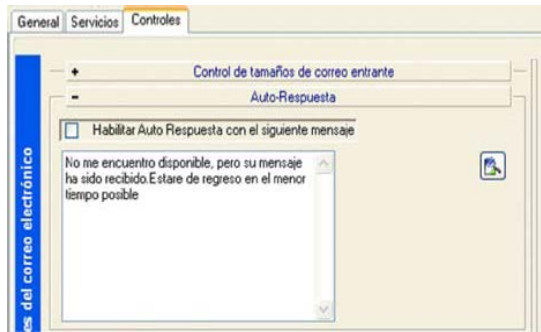 General Servicios Controles
+ Control de tamaños de correo entrante
- Auto-Respuesta
Habilitar Auto Respuesta con el siguiente mensaje
No me encuentro disponible, pero su mensaje
ha sido recibido.Estare de regreso en el menor
tiempo posible
del correo electrónico